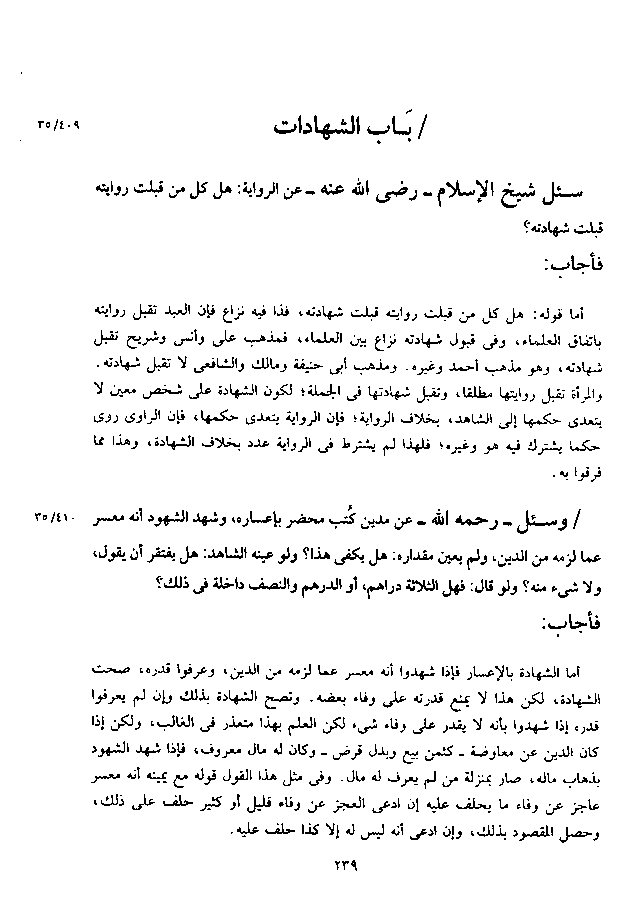 ٣٥/٤٠٩
/ بَاب الشهادات
سئل شيخ الإسلام ـ رضى الله عنه ـ عن الرواية: هل كل من قبلت روايته
قبلت شهادته؟
فأجاب:
أما قوله: هل كل من قبلت روايته قبلت شهادته، فذا فيه نزاع فإن العبد تقبل روايته
باتفاق العلماء، وفى قبول شهادته نزاع بين العلماء، فمذهب على وأنس وشريح تقبل
شهادته، وهو مذهب أحمد وغيره. ومذهب أبى حنيفة ومالك والشافعى لا تقبل شهادته.
والمرأة تقبل روايتها مطلقا، وتقبل شهادتها فى الجملة؛ لكون الشهادة على شخص معين لا
يتعدى حكمها إلى الشاهد، بخلاف الرواية؛ فإن الرواية يتعدى حكمها، فإن الراوى روى
حكما يشترك فيه هو وغيره؛ فلهذا لم يشترط فى الرواية عدد بخلاف الشهادة، وهذا مما
فرقوا به.
٣٥/٤١٠
/ وسئل ـ رحمه الله ـ عن مدين كُتب محضر بإعساره، وشهد الشهود أنه معسر
عما لزمه من الدين، ولم يعين مقداره: هل يكفى هذا؟ ولو عينه الشاهد: هل يفتقر أن يقول،
ولا شىء منه؟ ولو قال: فهل الثلاثة دراهم، أو الدرهم والنصف داخلة فى ذلك؟
فأجاب:
أما الشهادة بالإعسار فإذا شهدوا أنه معسر عما لزمه من الدين، وعرفوا قدره، صحت
الشهادة، لكن هذا لا يمنع قدرته على وفاء بعضه. وتصح الشهادة بذلك وإن لم يعرفوا
قدره إذا شهدوا بأنه لا يقدر على وفاء شىء لكن العلم بهذا متعذر فى الغالب، ولكن إذا
كان الدين عن معاوضة ـ كثمن بيع وبدل قرض ـ وكان له مال معروف، فإذا شهد الشهود
بذهاب ماله، صار بمنزلة من لم يعرف له مال. وفى مثل هذا القول قوله مع يمينه أنه معسر
عاجز عن وفاء ما يحلف عليه إن ادعى العجز عن وفاء قليل أو كثير حلف على ذلك،
وحصل المقصود بذلك، وإن ادعى أنه ليس له إلا كذا حلف عليه.
٢٣٩